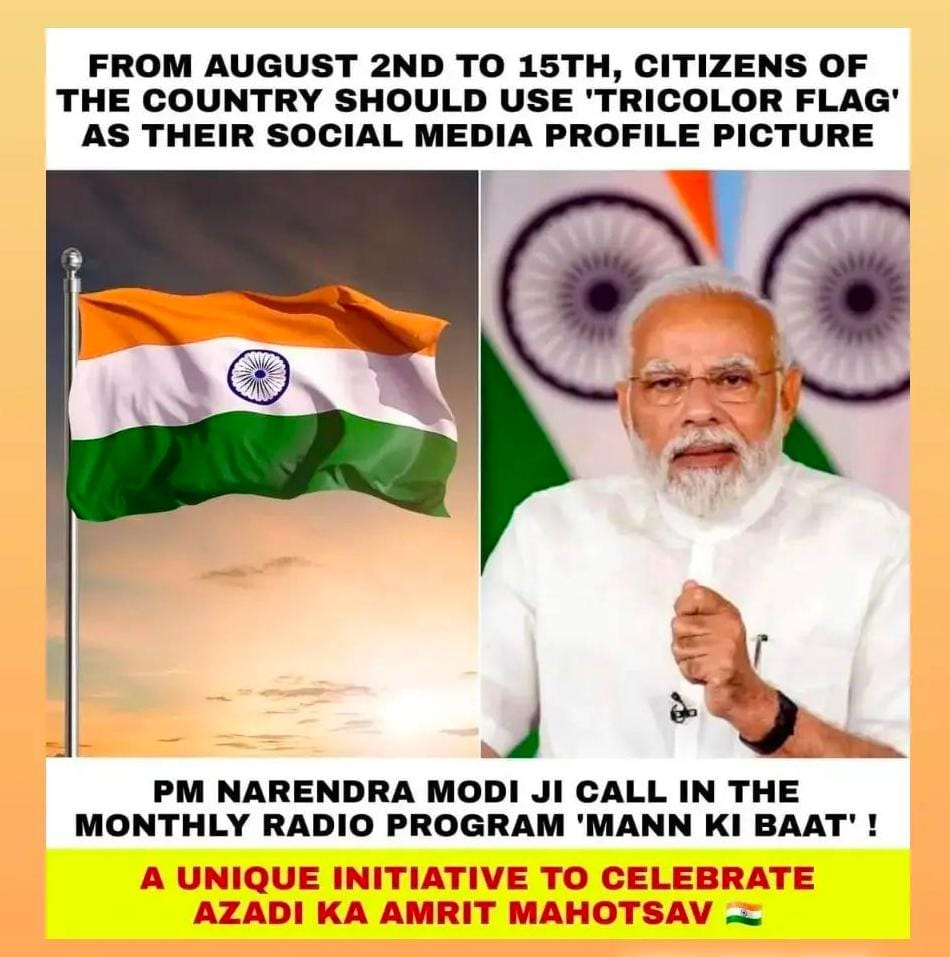 FROM AUGUST 2ND TO 15TH, CITIZENS OF
THE COUNTRY SHOULD USE 'TRICOLOR FLAG'
AS THEIR SOCIAL MEDIA PROFILE PICTURE
PM NARENDRA MODI JI CALL IN THE
MONTHLY RADIO PROGRAM 'MANN KI BAAT' !
A UNIQUE INITIATIVE TO CELEBRATE
AZADI KA AMRIT MAHOTSAV 🇮🇳